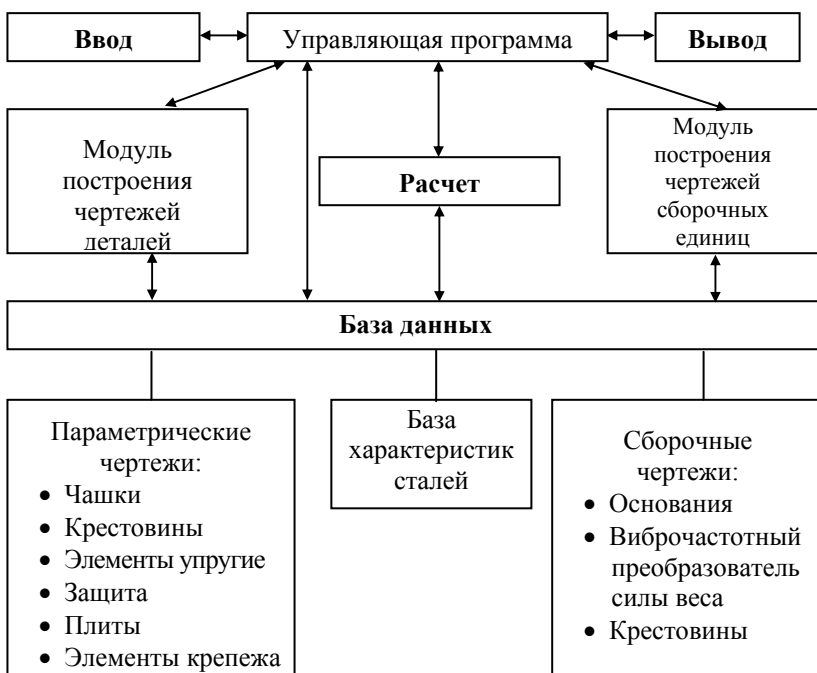 Ввод
Управляющая программа
Вывод
Модуль
построения
чертежей
деталей
Расчет
Модуль
построения
чертежей
сборочных
единиц
База данных
Параметрические
чертежи:
• Чашки
• Крестовины
• Элементы упругие
• Защита
• Плиты
• Элементы крепежа
База
характеристик
сталей
Сборочные
чертежи:
• Основания
• Виброчастотный
преобразователь
силы веса
• Крестовины